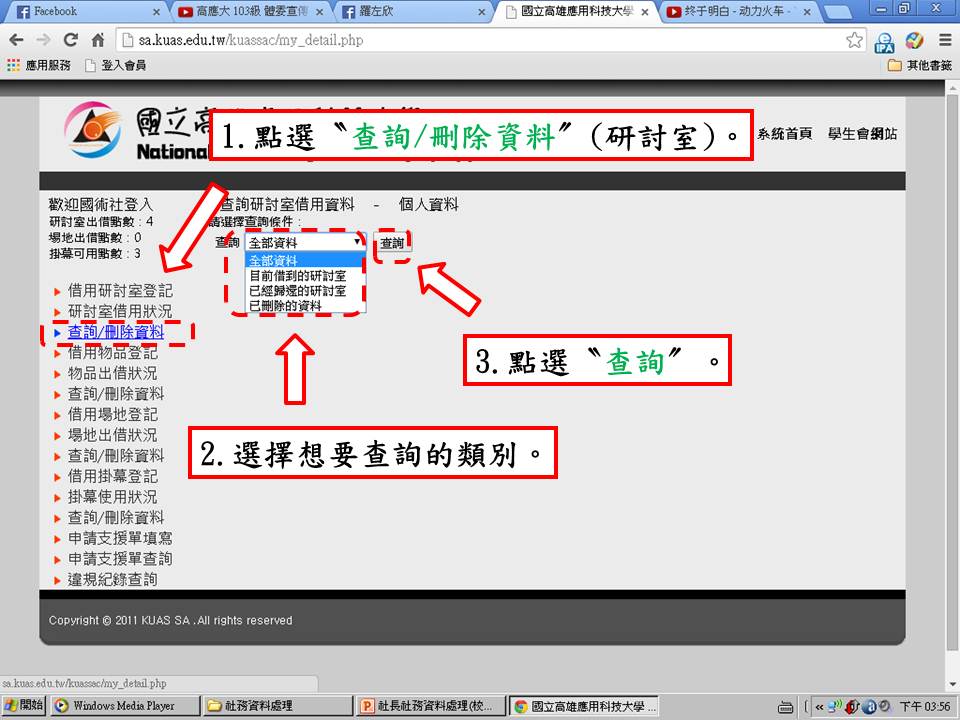 Facebook
高應大 103級 體委宣傳
羅左欣
國立高雄應用科技大學
终于明白 - 动力火车 -
sa.kuas.edu.tw/kuassac/my_detail.php
應用服務 登入會員
其他書籤
國立高
National
1.點選〝查詢/刪除資料〞(研討室)。
系統首頁 學生會網站
歡迎國術社登入
研討室出借點數:4
場地出借點數:0
掛幕可用點數:3
查詢研討室借用資料 - 個人資料
請選擇查詢條件:
查詢 全部資料 查詢
全部資料
目前借到的研討室
已經歸還的研討室
已刪除的資料
借用研討室登記
研討室借用狀況
查詢/刪除資料
借用物品登記
物品出借狀況
查詢/刪除資料
借用場地登記
場地出借狀況
查詢/刪除資料
借用掛幕登記
掛幕使用狀況
查詢/刪除資料
申請支援單填寫
申請支援單查詢
違規紀錄查詢
3.點選〝查詢〞。
2.選擇想要查詢的類別。
Copyright © 2011 KUAS SA .All rights reserved
sa.kuas.edu.tw/kuassac/my_detail.php
開始 Windows Media Player 社務資料處理 社長社務資料處理(校... 國立高雄應用科技大學 ... 下午 03:56